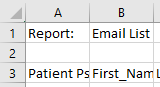 A B
1 Report: Email List
2
3 Patient Ps First_Nam L